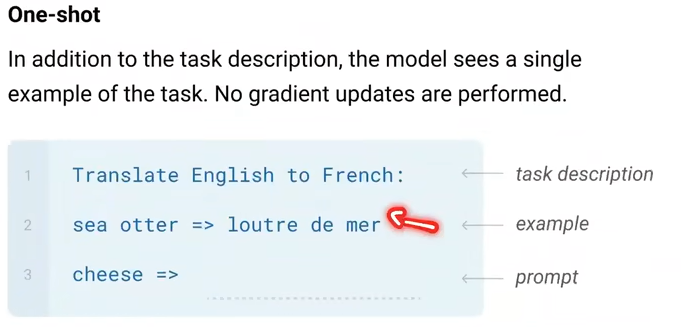 One-shot
In addition to the task description, the model sees a single
example of the task. No gradient updates are performed.
1 Translate English to French: task description
2 sea otter => loutre de mer example
3 cheese => prompt